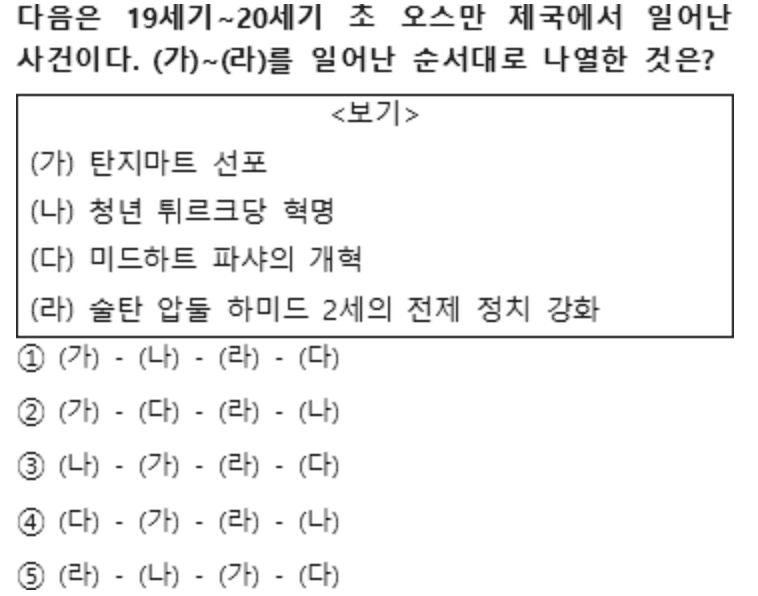 다음은 19세기~20세기 초 오스만 제국에서 일어난
사건이다. (가)~(라)를 일어난 순서대로 나열한 것은?
<보기>
(가) 탄지마트 선포
(나) 청년 튀르크당 혁명
(다) 미드하트 파샤의 개혁
(라) 술탄 압둘 하미드 2세의 전제 정치 강화
① (가) - (나) - (라) - (다)
② (가) - (다) - (라) - (나)
③ (나) - (가) - (라) - (다)
④ (다) - (가) - (라) - (나)
⑤ (라) - (나) - (가) - (다)